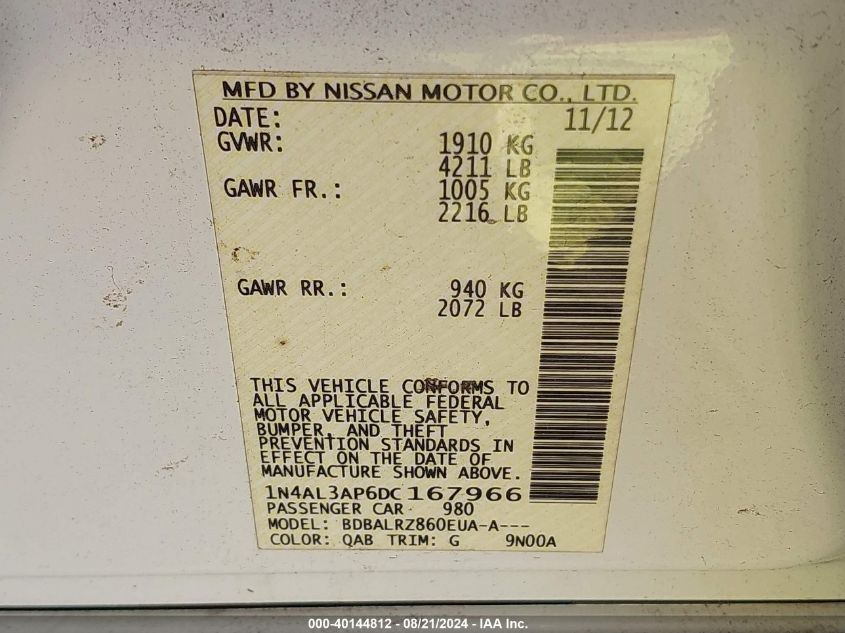 MFD BY NISSAN MOTOR CO., LTD.
DATE: 11/12
GVWR: 1910 KG
4211 LB
GAWR FR.: 1005 KG
2216 LB
GAWR RR.: 940 KG
2072 LB
THIS VEHICLE CONFORMS TO
ALL APPLICABLE FEDERAL
MOTOR VEHICLE SAFETY,
BUMPER, AND THEFT
PREVENTION STANDARDS IN
EFFECT ON THE DATE OF
MANUFACTURE SHOWN ABOVE.
1N4AL3AP6DC167966
PASSENGER CAR 980
MODEL: BDBALRZ860EUA-A---
COLOR: QAB TRIM: G 9N00A
000-40144812 - 08/21/2024 - IAA Inc.